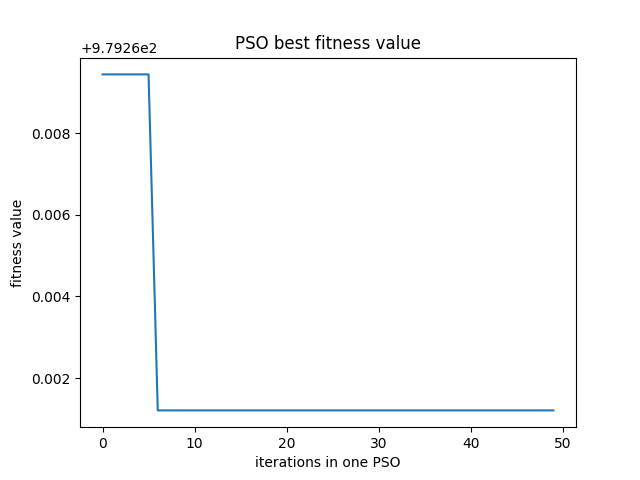 PSO best fitness value
+9.7926e2
0.008
0.006
0.004
0.002
fitness value
0 10 20 30 40 50
iterations in one PSO